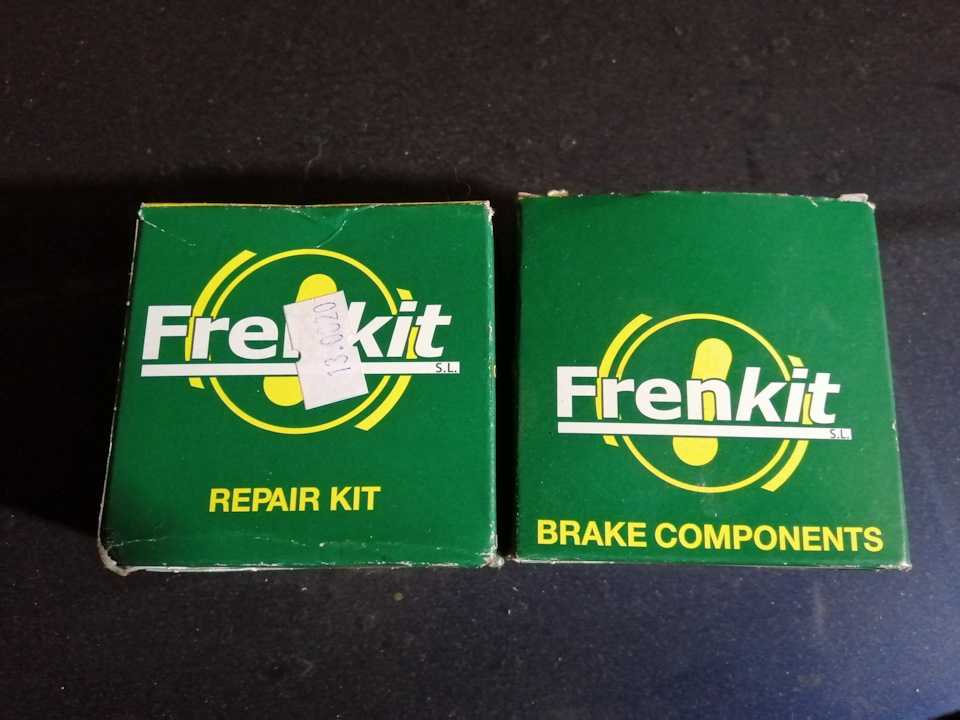 Frenkit
S.L.
13.0020
REPAIR KIT
Frenkit
S.L.
BRAKE COMPONENTS